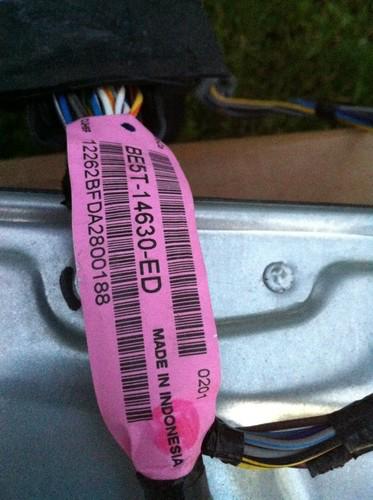 BE5T-14630-ED
12262BFDA2800188
MADE IN INDONESIA
0201